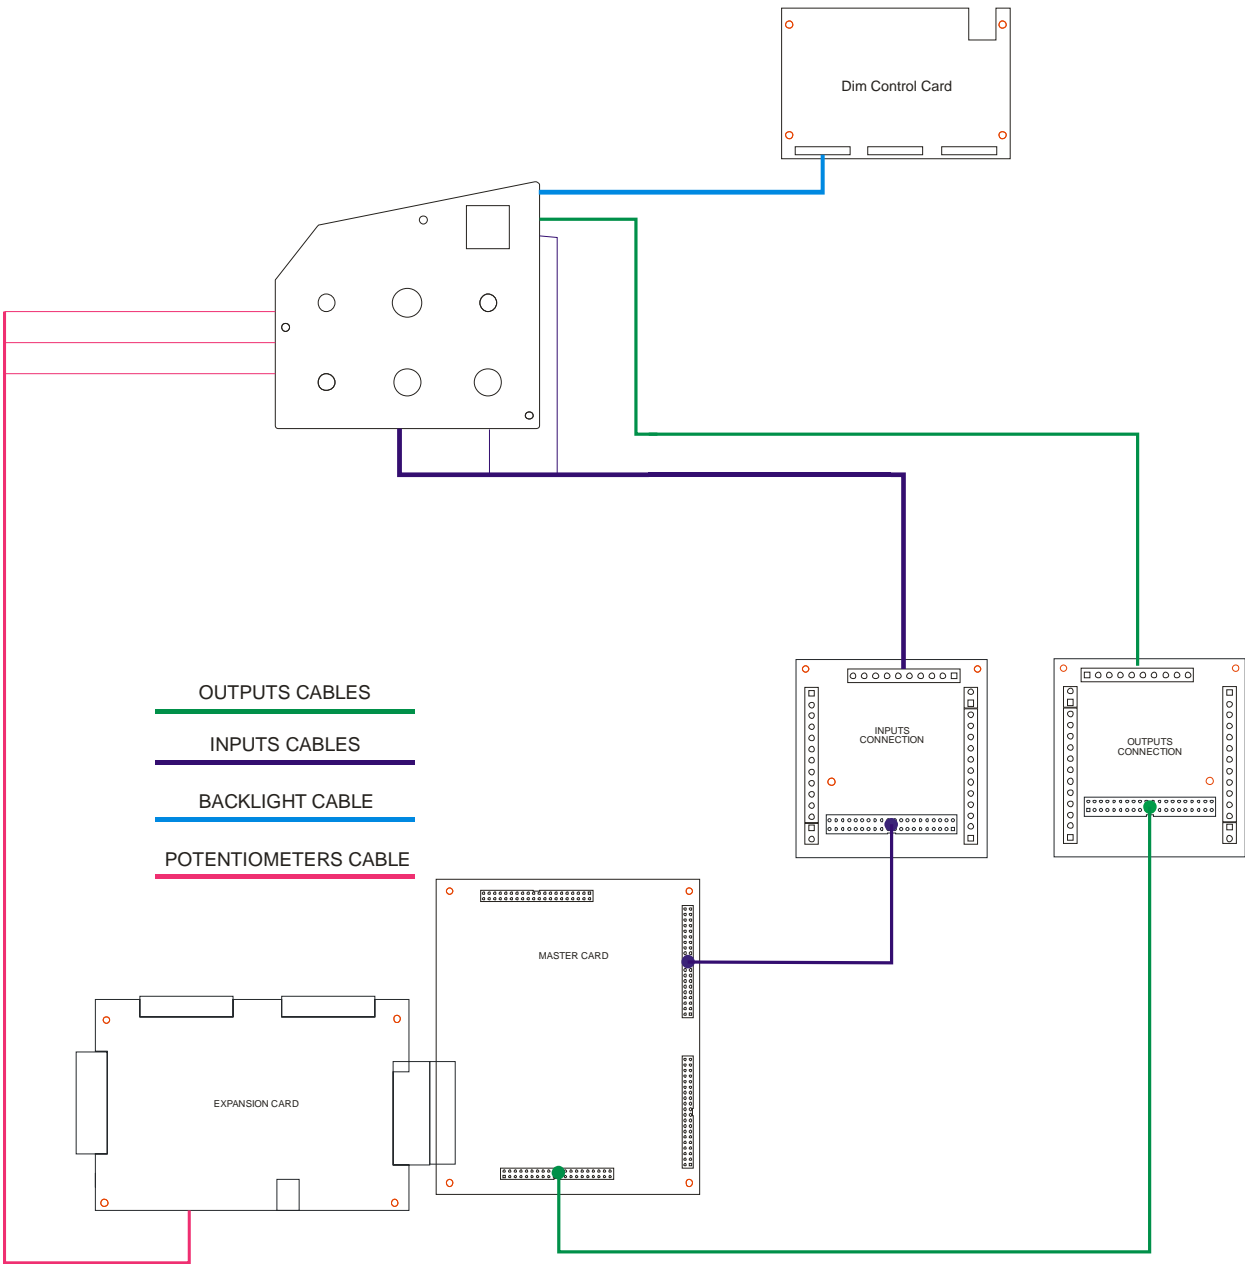 Dim Control Card
OUTPUTS CABLES
INPUTS CABLES
BACKLIGHT CABLE
POTENTIOMETERS CABLE
INPUTS
CONNECTION
OUTPUTS
CONNECTION
MASTER CARD
EXPANSION CARD